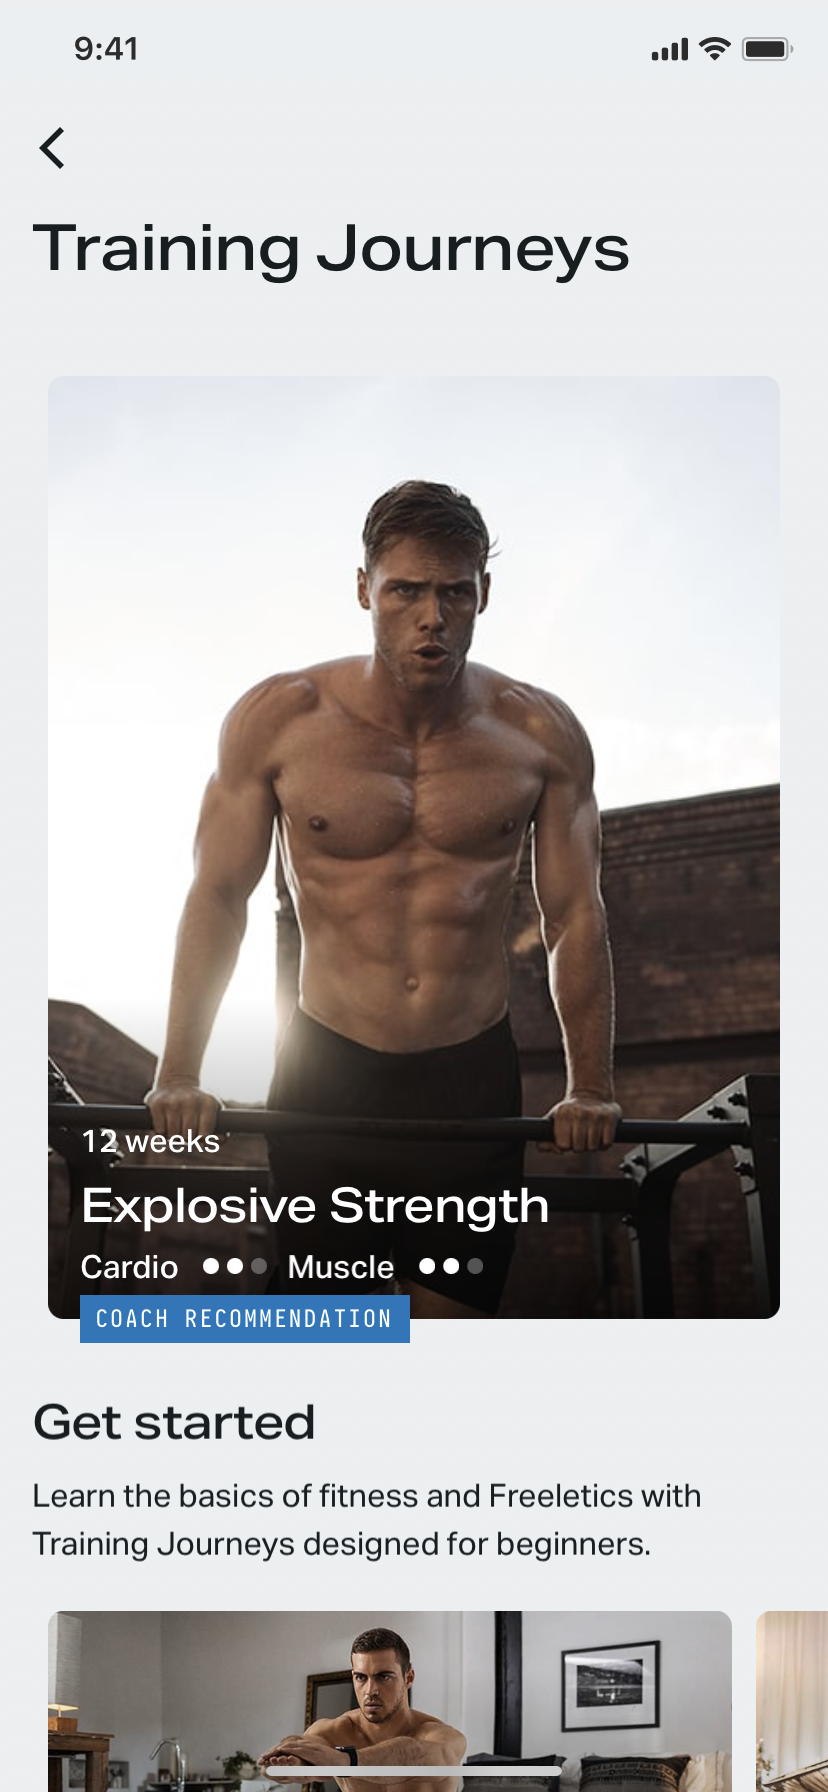 9:41
Training Journeys
12 weeks
Explosive Strength
Cardio Muscle
COACH RECOMMENDATION
Get started
Learn the basics of fitness and Freeletics with
Training Journeys designed for beginners.